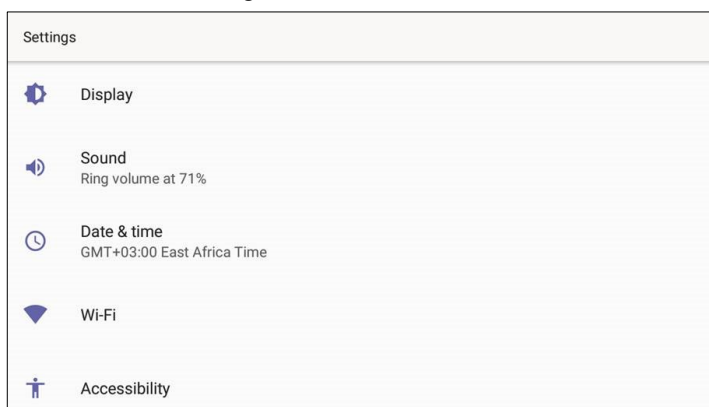 Settings
Display
Sound
Ring volume at 71%
Date & time
GMT+03:00 East Africa Time
Wi-Fi
Accessibility